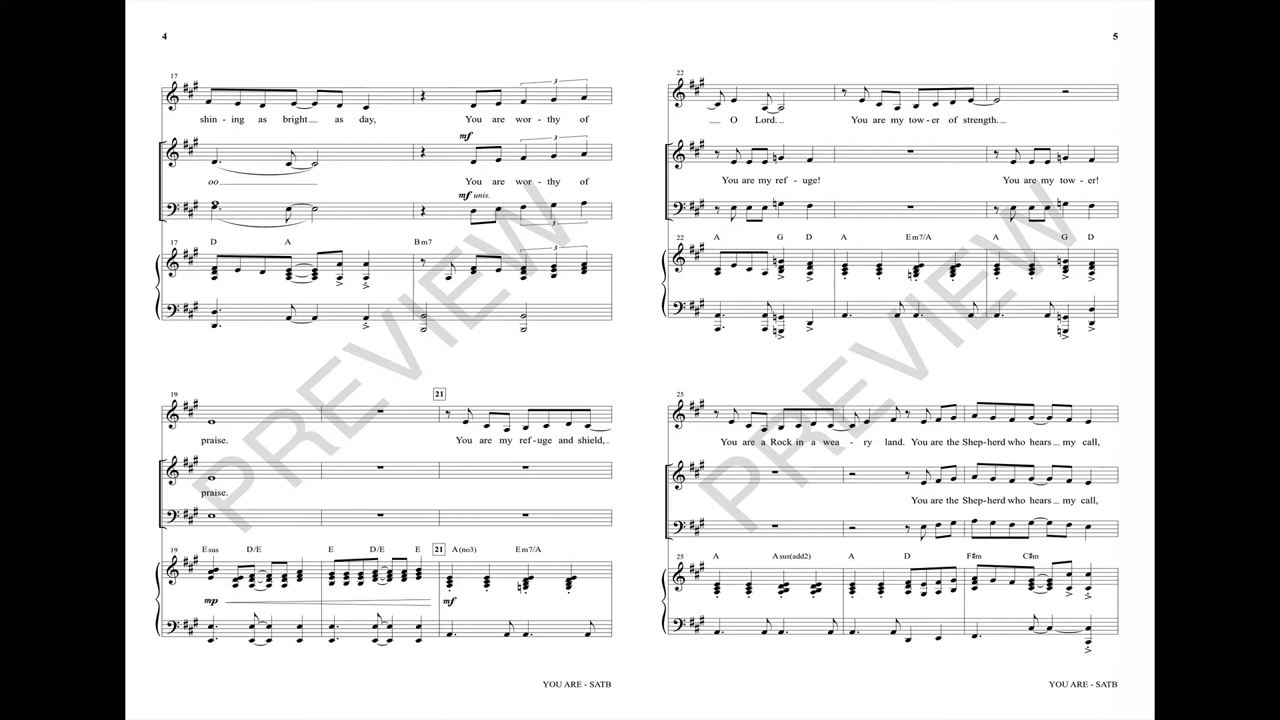 4
17
shin - ing as bright as day, You are wor - thy of
3
mf
3
oo You are wor - thy of
mf unis.
3
17 D A Bm7
3
19
21
praise. You are my ref - uge and shield,
praise.
19 Esus D/E E D/E E 21 A(no3) Em7/A
mp mf
YOU ARE - SATB
5
22
O Lord. You are my tow - er of strength.
You are my ref - uge! You are my tow - er!
22 A G D A Em7/A A G D
25
You are a Rock in a wea - ry land. You are the Shep - herd who hears my call,
You are the Shep - herd who hears my call,
25 A Asus(add2) A D F#m C#m
YOU ARE - SATB
PREVIEW
PREVIEW